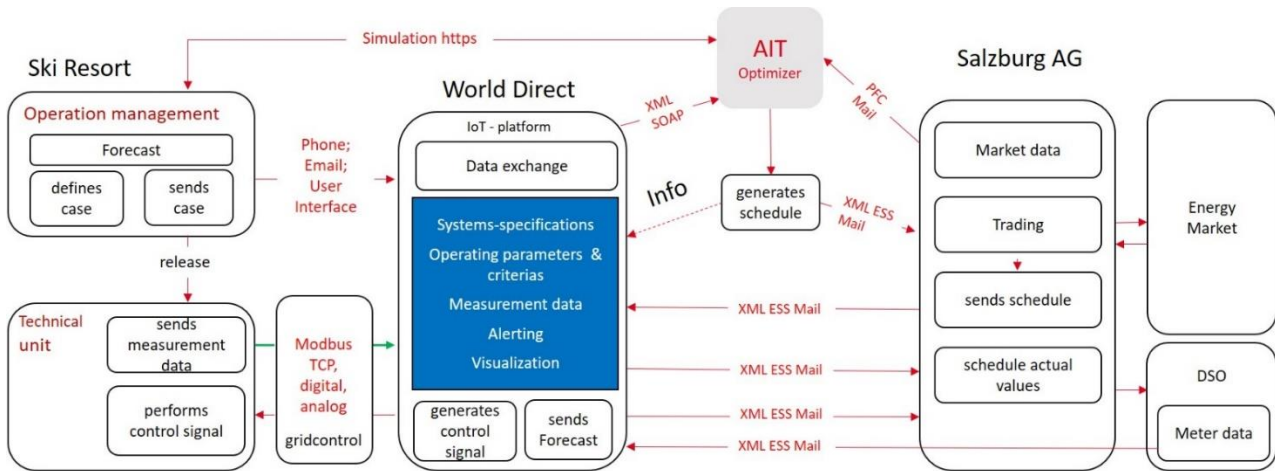 Simulation https
AIT
Optimizer
Ski Resort
Operation management
Forecast
defines
case
sends
case
release
Technical
unit
sends
measurement
data
performs
control signal
Phone;
Email;
User
Interface
Modbus
TCP,
digital,
analog
gridcontrol
World Direct
IoT - platform
Data exchange
Systems-specifications
Operating parameters & 
criterias
Measurement data
Alerting
Visualization
generates
control
signal
sends
Forecast
XML
SOAP
generates
schedule
Info
PFC
Mail
XML ESS
Mail
XML ESS Mail
XML ESS Mail
XML ESS Mail
XML ESS Mail
Salzburg AG
Market data
Trading
sends schedule
schedule actual
values
Energy
Market
DSO
Meter data